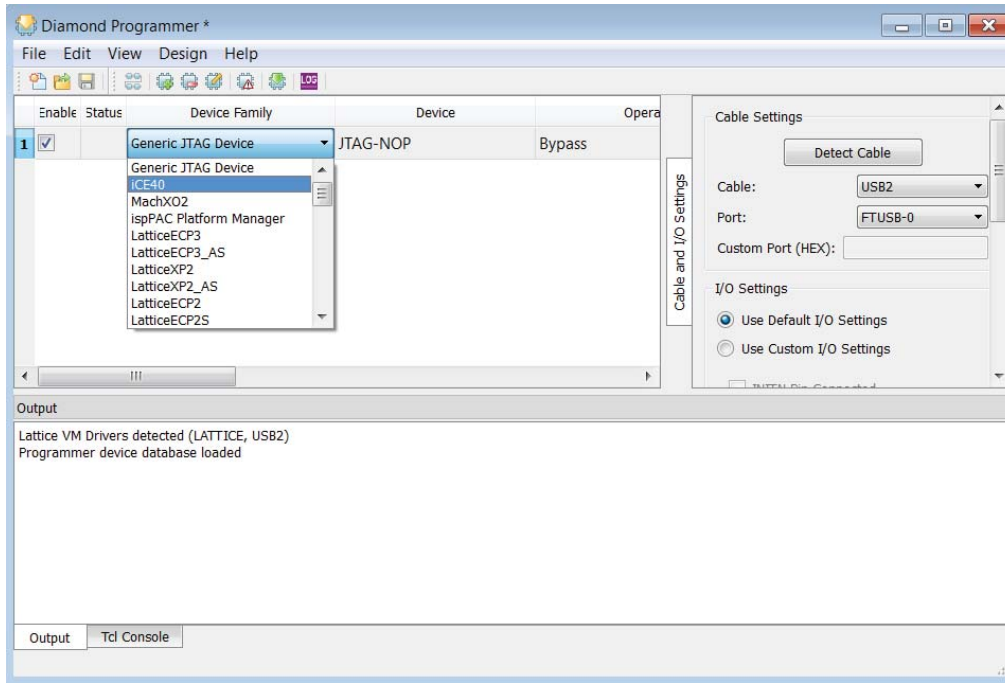 Diamond Programmer *
File Edit View Design Help
LOG
Enable Status Device Family Device Opera
1 Generic JTAG Device JTAG-NOP Bypass
Generic JTAG Device
iCE40
MachXO2
ispPAC Platform Manager
LatticeECP3
LatticeECP3_AS
LatticeXP2
LatticeXP2_AS
LatticeECP2
LatticeECP2S
Cable and I/O Settings
Cable Settings
Detect Cable
Cable: USB2
Port: FTUSB-0
Custom Port (HEX):
I/O Settings
Use Default I/O Settings
Use Custom I/O Settings
Output
Lattice VM Drivers detected (LATTICE, USB2)
Programmer device database loaded
Output Tcl Console